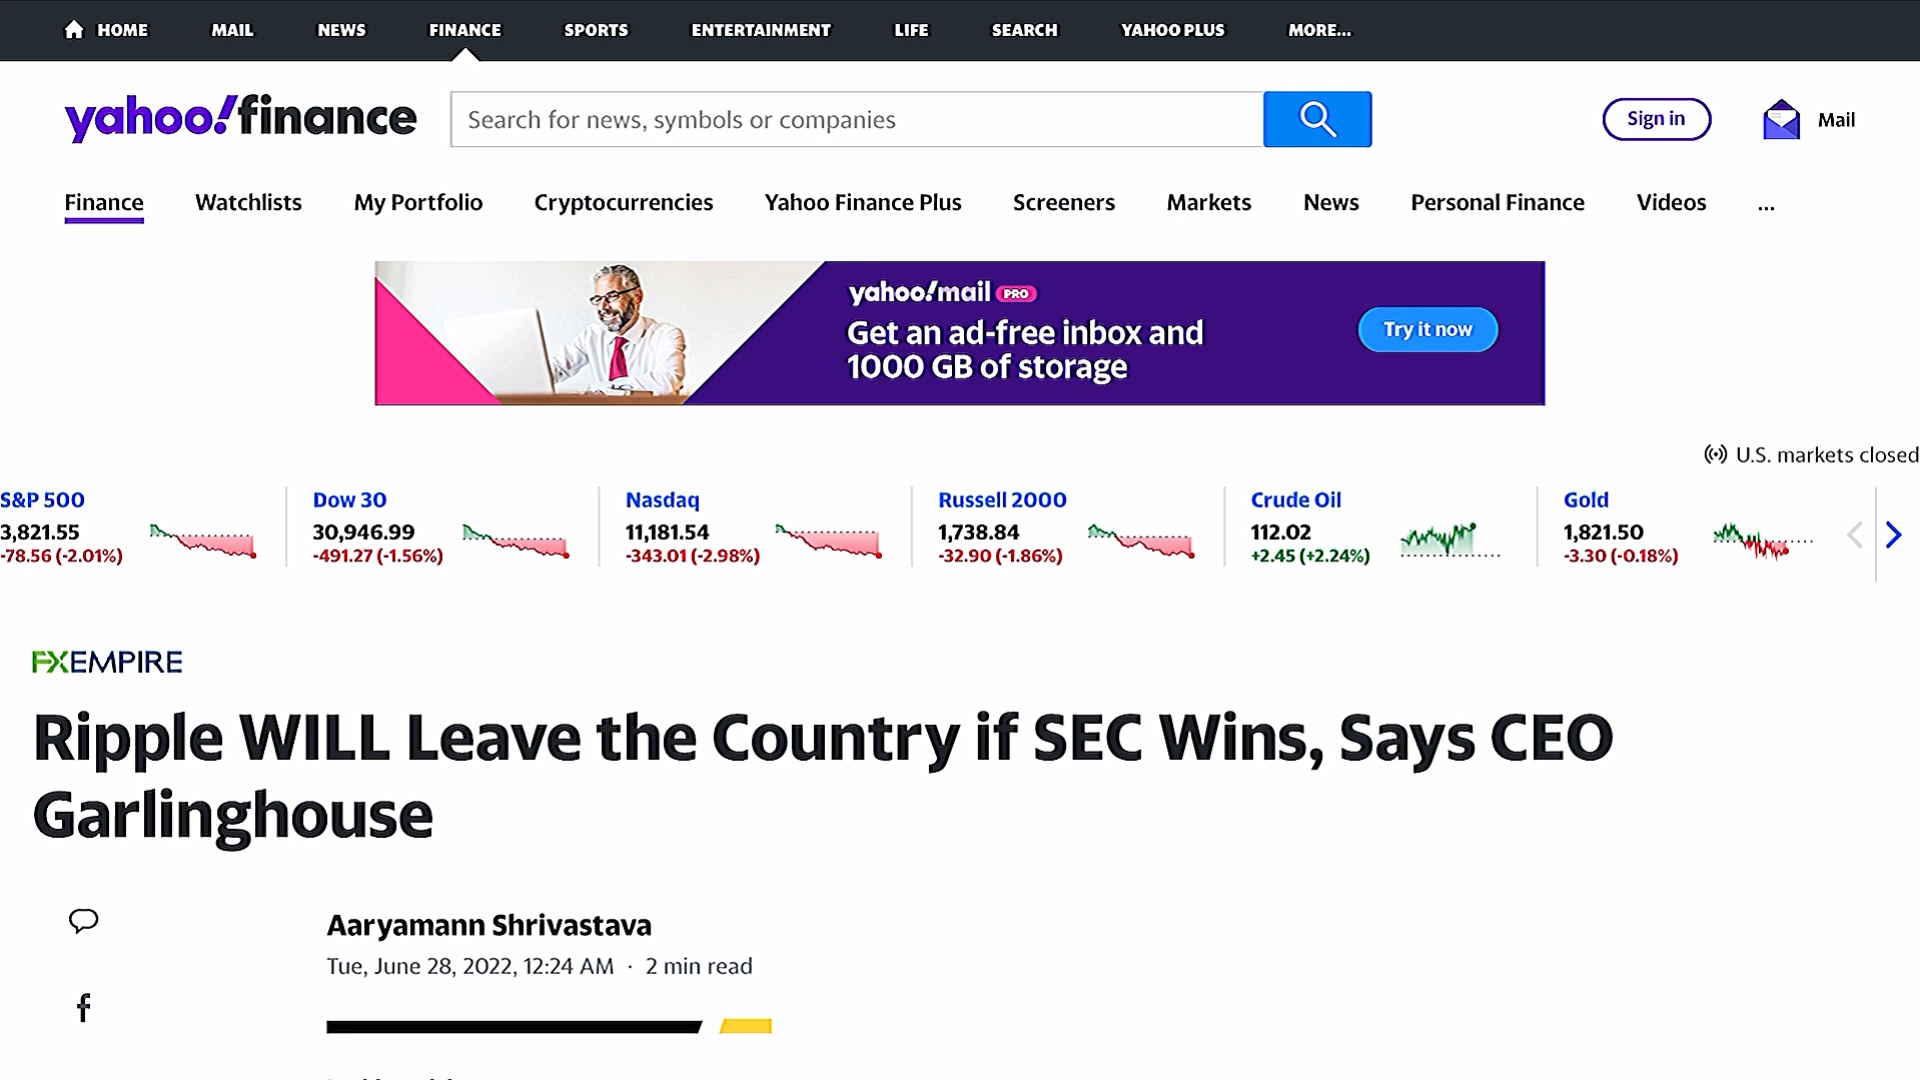 HOME MAIL NEWS FINANCE SPORTS ENTERTAINMENT LIFE SEARCH YAHOO PLUS MORE...
yahoo!finance
Search for news, symbols or companies
Sign in
Mail
Finance Watchlists My Portfolio Cryptocurrencies Yahoo Finance Plus Screeners Markets News Personal Finance Videos ...
yahoo!mail PRO
Get an ad-free inbox and
1000 GB of storage
Try it now
U.S. markets closed
S&P 500 Dow 30 Nasdaq Russell 2000 Crude Oil Gold
3,821.55 30,946.99 11,181.54 1,738.84 112.02 1,821.50
-78.56 (-2.01%) -491.27 (-1.56%) -343.01 (-2.98%) -32.90 (-1.86%) +2.45 (+2.24%) -3.30 (-0.18%)
FXEMPIRE
Ripple WILL Leave the Country if SEC Wins, Says CEO
Garlinghouse
Aaryamann Shrivastava
Tue, June 28, 2022, 12:24 AM · 2 min read